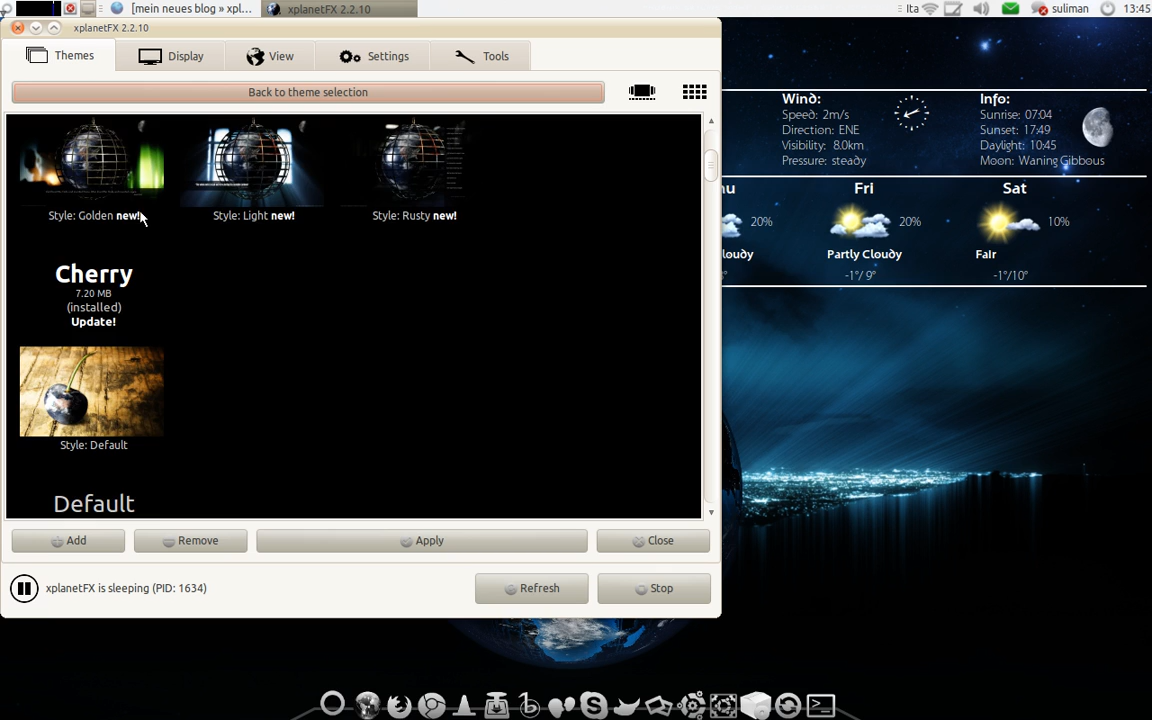 [mein neues blog » xpl...
xplanetFX 2.2.10
Ita
suliman
13:45
xplanetFX 2.2.10
Themes
Display
View
Settings
Tools
Back to theme selection
Style: Golden new!
Style: Light new!
Style: Rusty new!
Cherry
7.20 MB
(installed)
Update!
Style: Default
Default
Add
Remove
Apply
Close
xplanetFX is sleeping (PID: 1634)
Refresh
Stop
Wind:
Speed: 2m/s
Direction: ENE
Visibility: 8.0km
Pressure: steady
Info:
Sunrise: 07:04
Sunset: 17:49
Daylight: 10:45
Moon: Waning Gibbous
hu
20%
loudy
Fri
20%
Partly Cloudy
-1°/ 9°
Sat
10%
Fair
-1°/10°